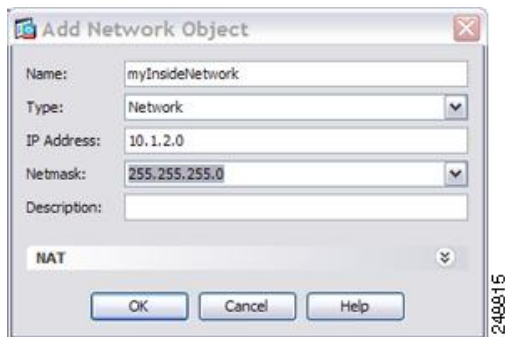 Add Network Object
Name: myInsideNetwork
Type: Network
IP Address: 10.1.2.0
Netmask: 255.255.255.0
Description:
NAT
OK Cancel Help
248815